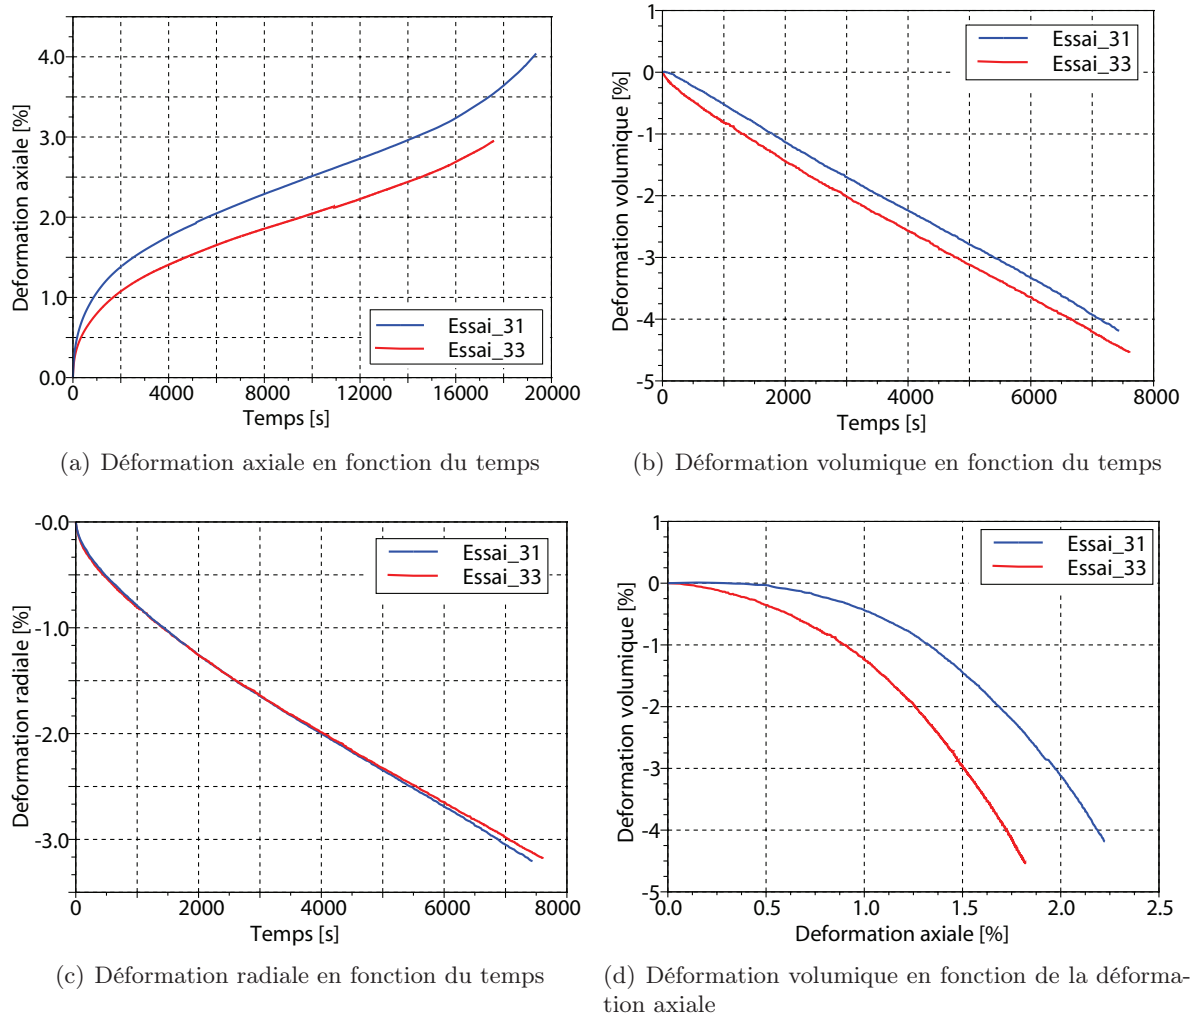 4.0
3.0
2.0
1.0
0.0
Deformation axiale [%]
Essai_31
Essai_33
0 4000 8000 12000 16000 20000
Temps [s]
(a) Déformation axiale en fonction du temps
1
0
-1
-2
-3
-4
-5
Deformation volumique [%]
Essai_31
Essai_33
0 2000 4000 6000 8000
Temps [s]
(b) Déformation volumique en fonction du temps
-0.0
-1.0
-2.0
-3.0
Deformation radiale [%]
Essai_31
Essai_33
0 2000 4000 6000 8000
Temps [s]
(c) Déformation radiale en fonction du temps
1
0
-1
-2
-3
-4
-5
Deformation volumique [%]
Essai_31
Essai_33
0.0 0.5 1.0 1.5 2.0 2.5
Deformation axiale [%]
(d) Déformation volumique en fonction de la déforma-
tion axiale